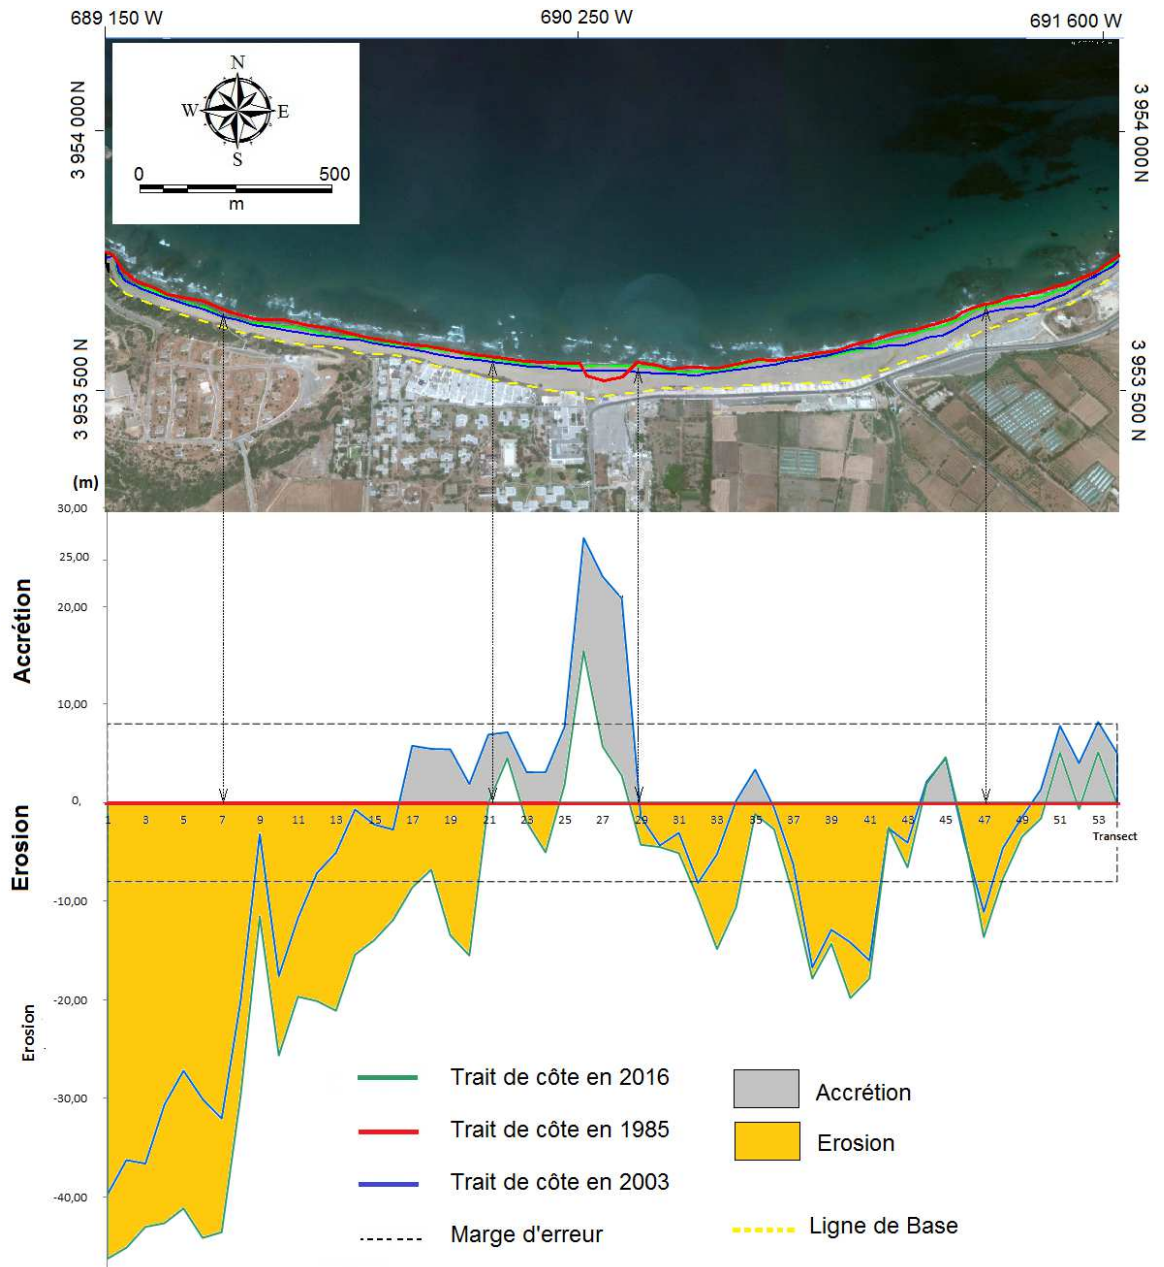 689 150 W
690 250 W
691 600 W
N
W
E
S
0
500
m
3 954 000N
3 954 000N
3 953 500 N
3 953 500 N
(m)
30,00
25,00
20,00
10,00
0,
-10,00
-20,00
-30,00
-40,00
Accrétion
Erosion
Erosion
1 3 5 7 9 11 13 15 17 19 21 23 25 27 29 31 33 35 37 39 41 43 45 47 49 51 53
Transect
Trait de côte en 2016
Trait de côte en 1985
Trait de côte en 2003
Marge d'erreur
Accrétion
Erosion
Ligne de Base